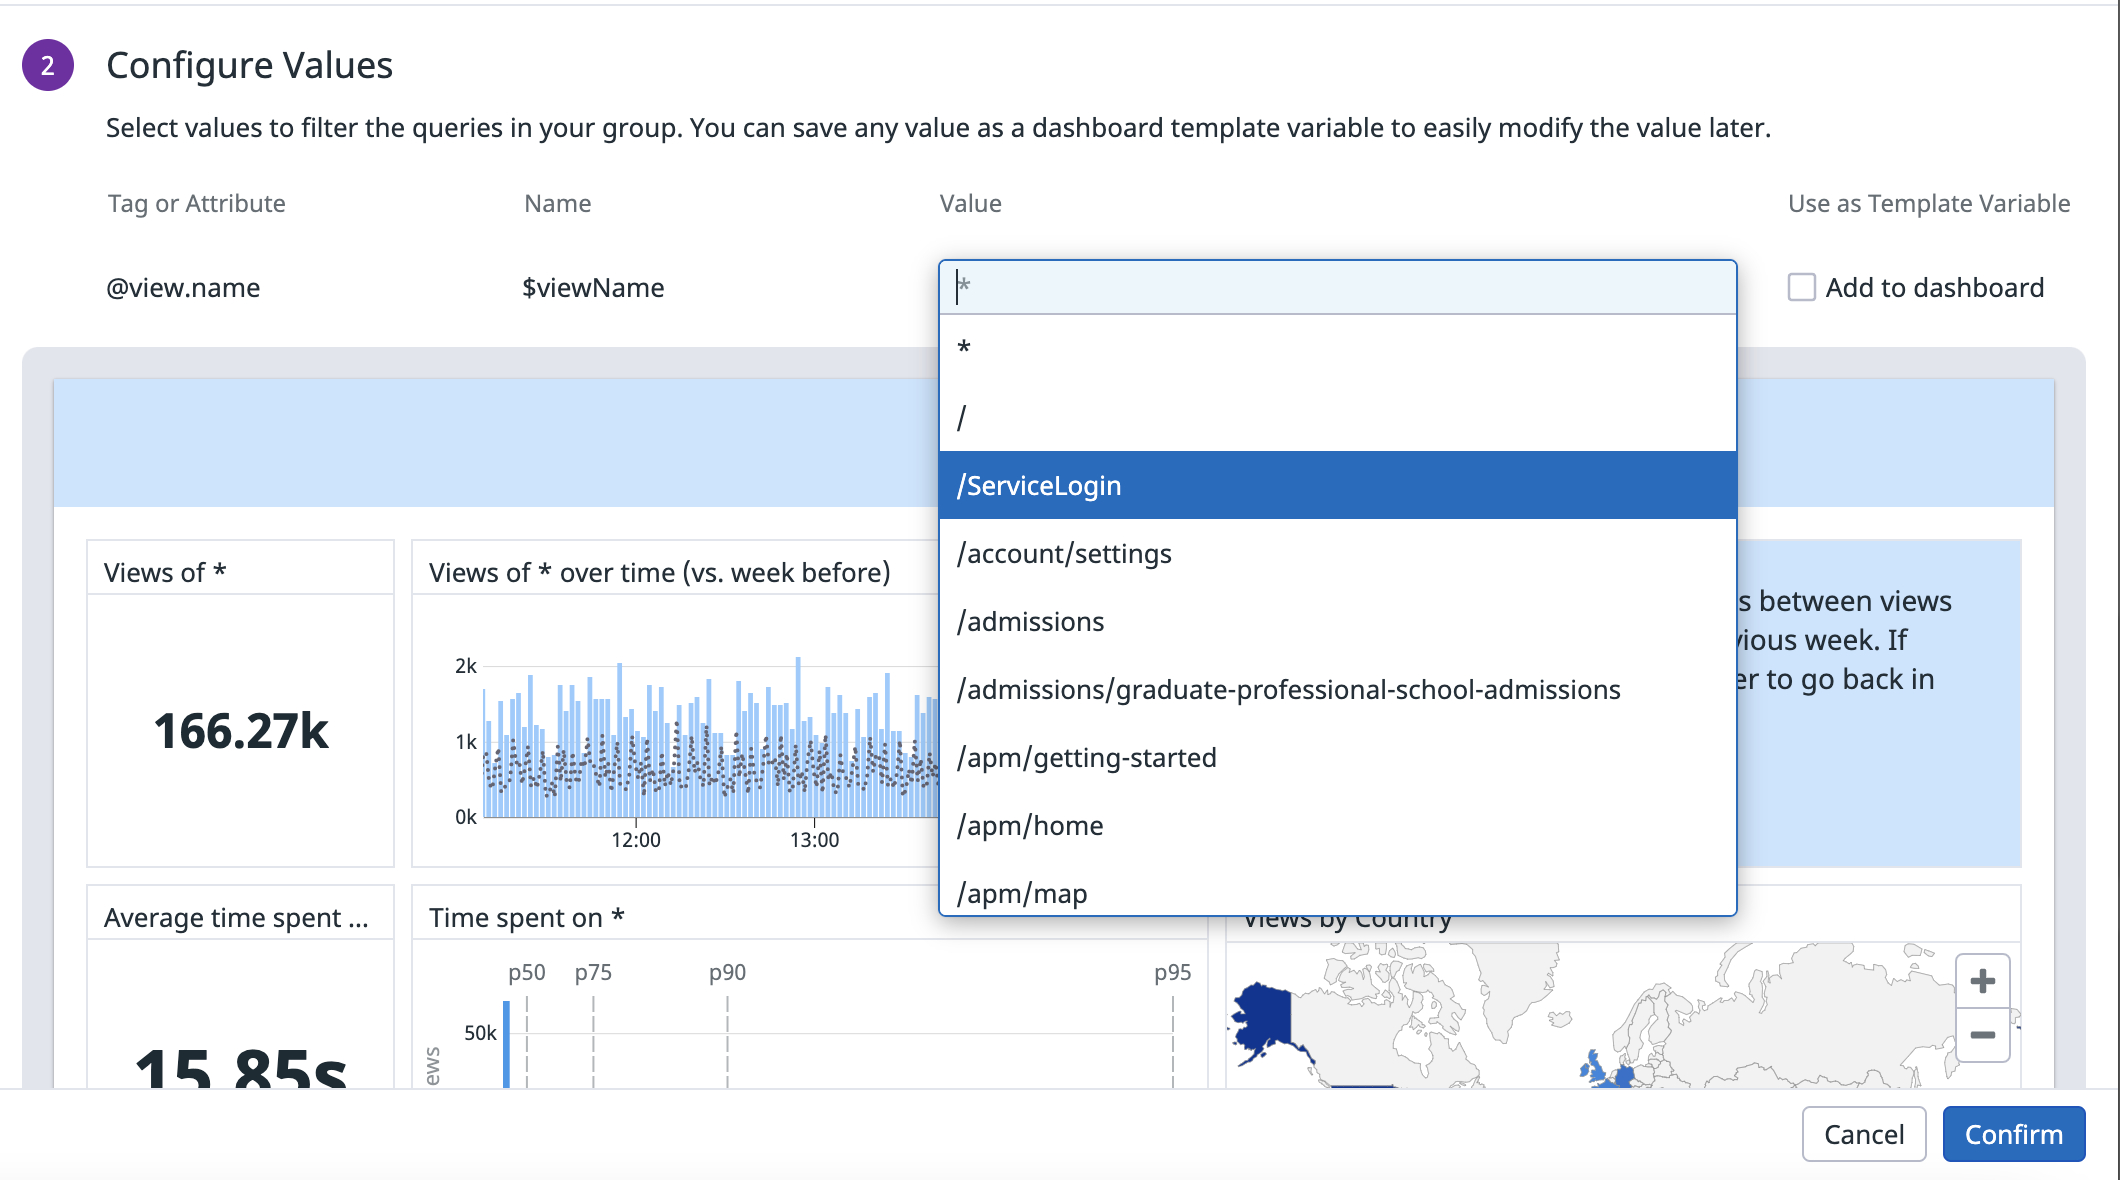 2
Configure Values
Select values to filter the queries in your group. You can save any value as a dashboard template variable to easily modify the value later.
Tag or Attribute
Name
Value
Use as Template Variable
@view.name
$viewName
*
Add to dashboard
*
/
/ServiceLogin
/account/settings
/admissions
/admissions/graduate-professional-school-admissions
/apm/getting-started
/apm/home
/apm/map
Views of *
166.27k
Views of * over time (vs. week before)
2k
1k
0k
12:00
13:00
between views
week. If
to go back in
Average time spent ...
15.85s
Time spent on *
p50
p75
p90
p95
50k
Views by Country
+
−
Cancel
Confirm